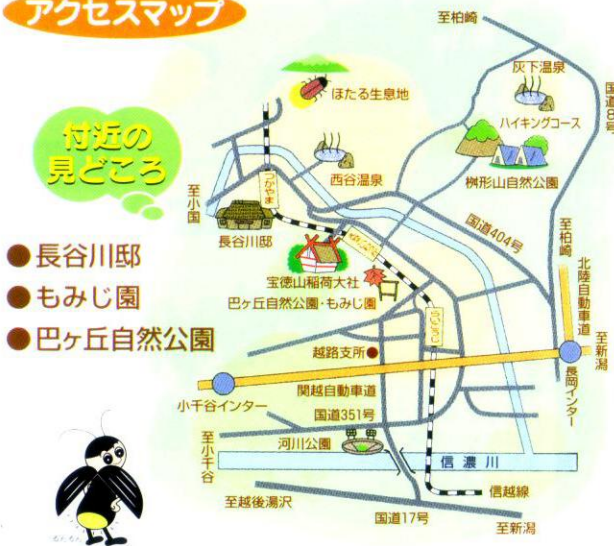 アクセスマップ
付近の
見どころ
●長谷川邸
●もみじ園
●巴ヶ丘自然公園
至柏崎
国道8号
灰下温泉
ハイキングコース
桝形山自然公園
ほたる生息地
西谷温泉
つかやま
至小国
長谷川邸
国道404号
宝徳山稲荷大社
巴ヶ丘自然公園・もみじ園
至柏崎
北陸自動車道
至新潟
長岡インター
越路支所
関越自動車道
小千谷インター
国道351号
至小千谷
河川公園
信濃川
至越後湯沢
信越線
国道17号
至新潟